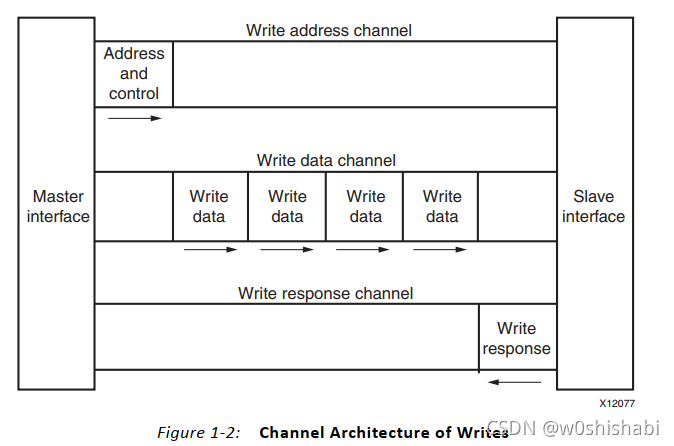 Write address channel
Address
and
control
Write data channel
Master
interface
Write
data
Write
data
Write
data
Write
data
Slave
interface
Write response channel
Write
response
X12077
Figure 1-2: Channel Architecture of Writes
CSDN @w0shishabi